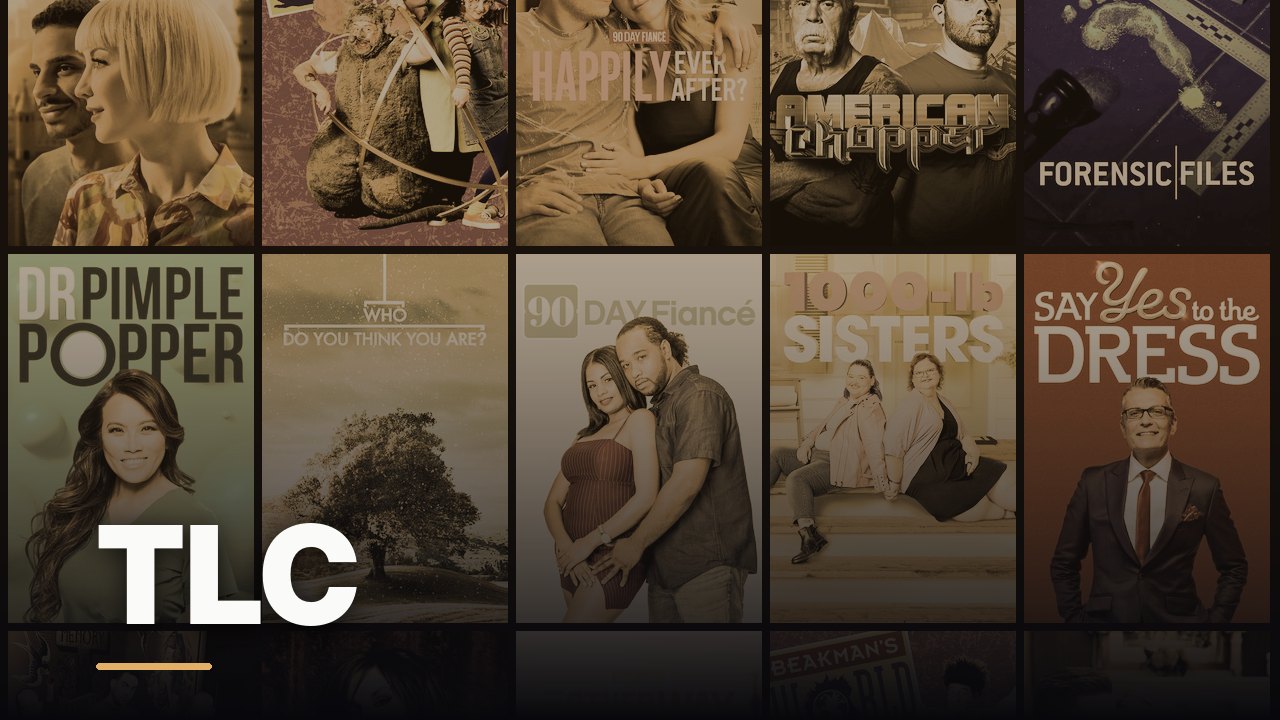 90 DAY FIANCÉ
HAPPILY EVER
AFTER?
AMERICAN
Chopper
FORENSIC FILES
DR PIMPLE
POPPER
WHO
DO YOU THINK YOU ARE?
90 DAY Fiancé
1000-lb
SISTERS
SAY Yes to the
DRESS
TLC
BEAKMAN'S
WORLD